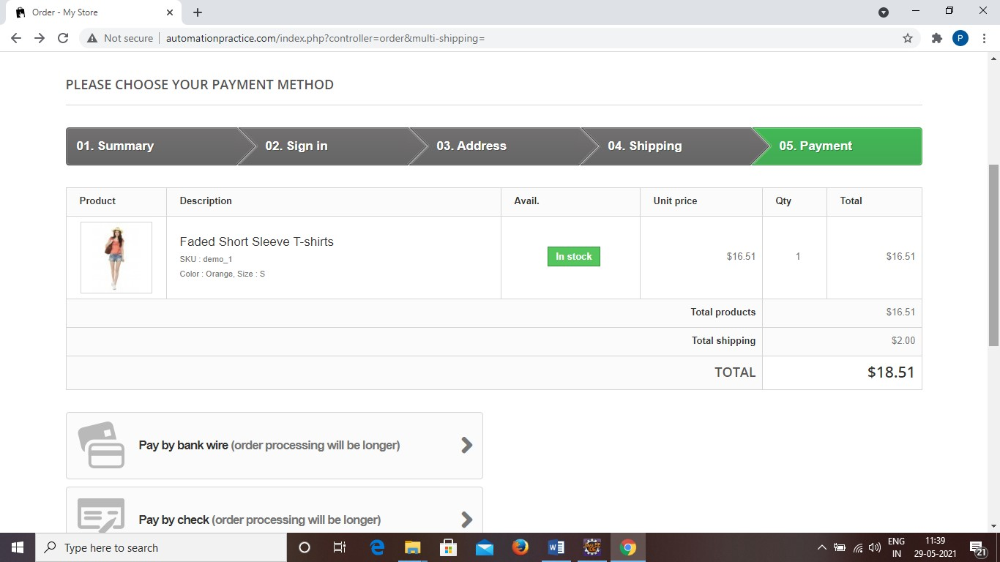 Order - My Store
Not secure
automationpractice.com/index.php?controller=order&multi-shipping=
P
PLEASE CHOOSE YOUR PAYMENT METHOD
01. Summary
02. Sign in
03. Address
04. Shipping
05. Payment
Product
Description
Avail.
Unit price
Qty
Total
Faded Short Sleeve T-shirts
SKU : demo_1
Color : Orange, Size : S
In stock
$16.51
1
$16.51
Total products
$16.51
Total shipping
$2.00
TOTAL
$18.51
Pay by bank wire (order processing will be longer)
Pay by check (order processing will be longer)
Type here to search
Java EE
IDE
ENG
IN
11:39
29-05-2021
21